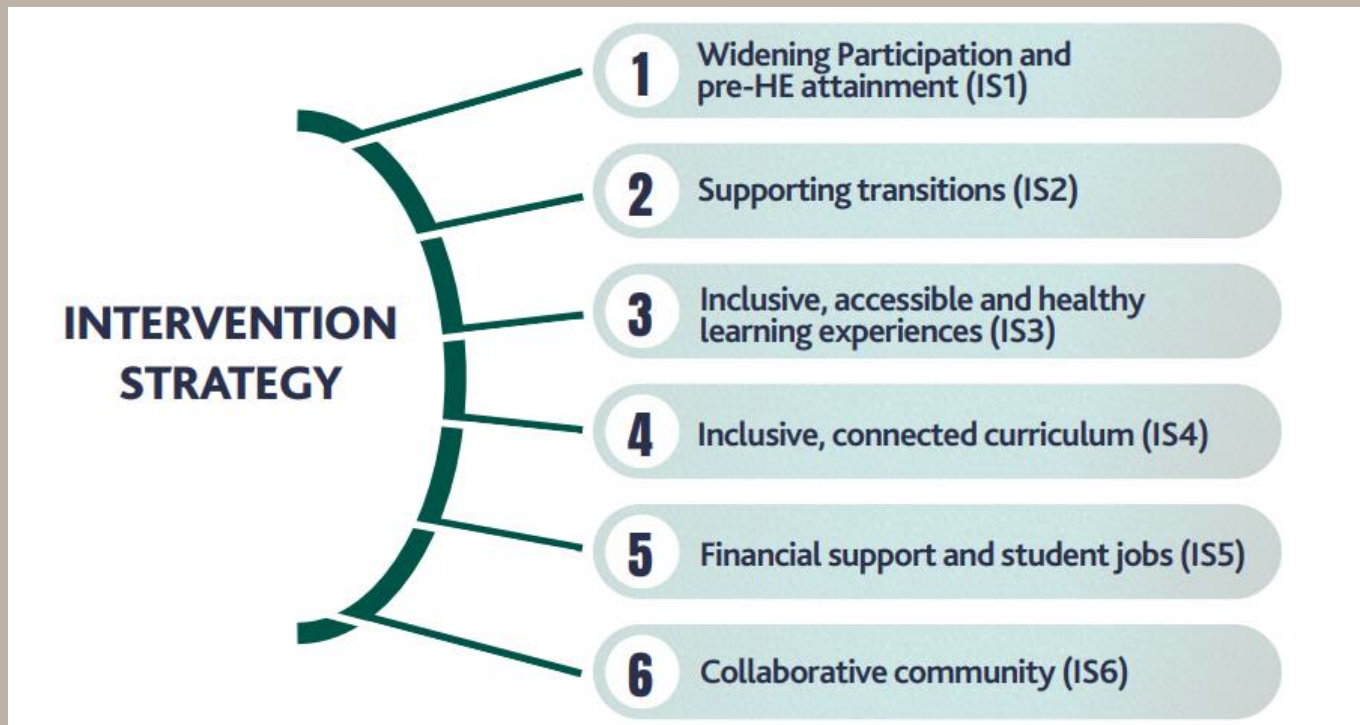 INTERVENTION
STRATEGY
1
Widening Participation and
pre-HE attainment (IS1)
2
Supporting transitions (IS2)
3
Inclusive, accessible and healthy
learning experiences (IS3)
4
Inclusive, connected curriculum (IS4)
5
Financial support and student jobs (IS5)
6
Collaborative community (IS6)